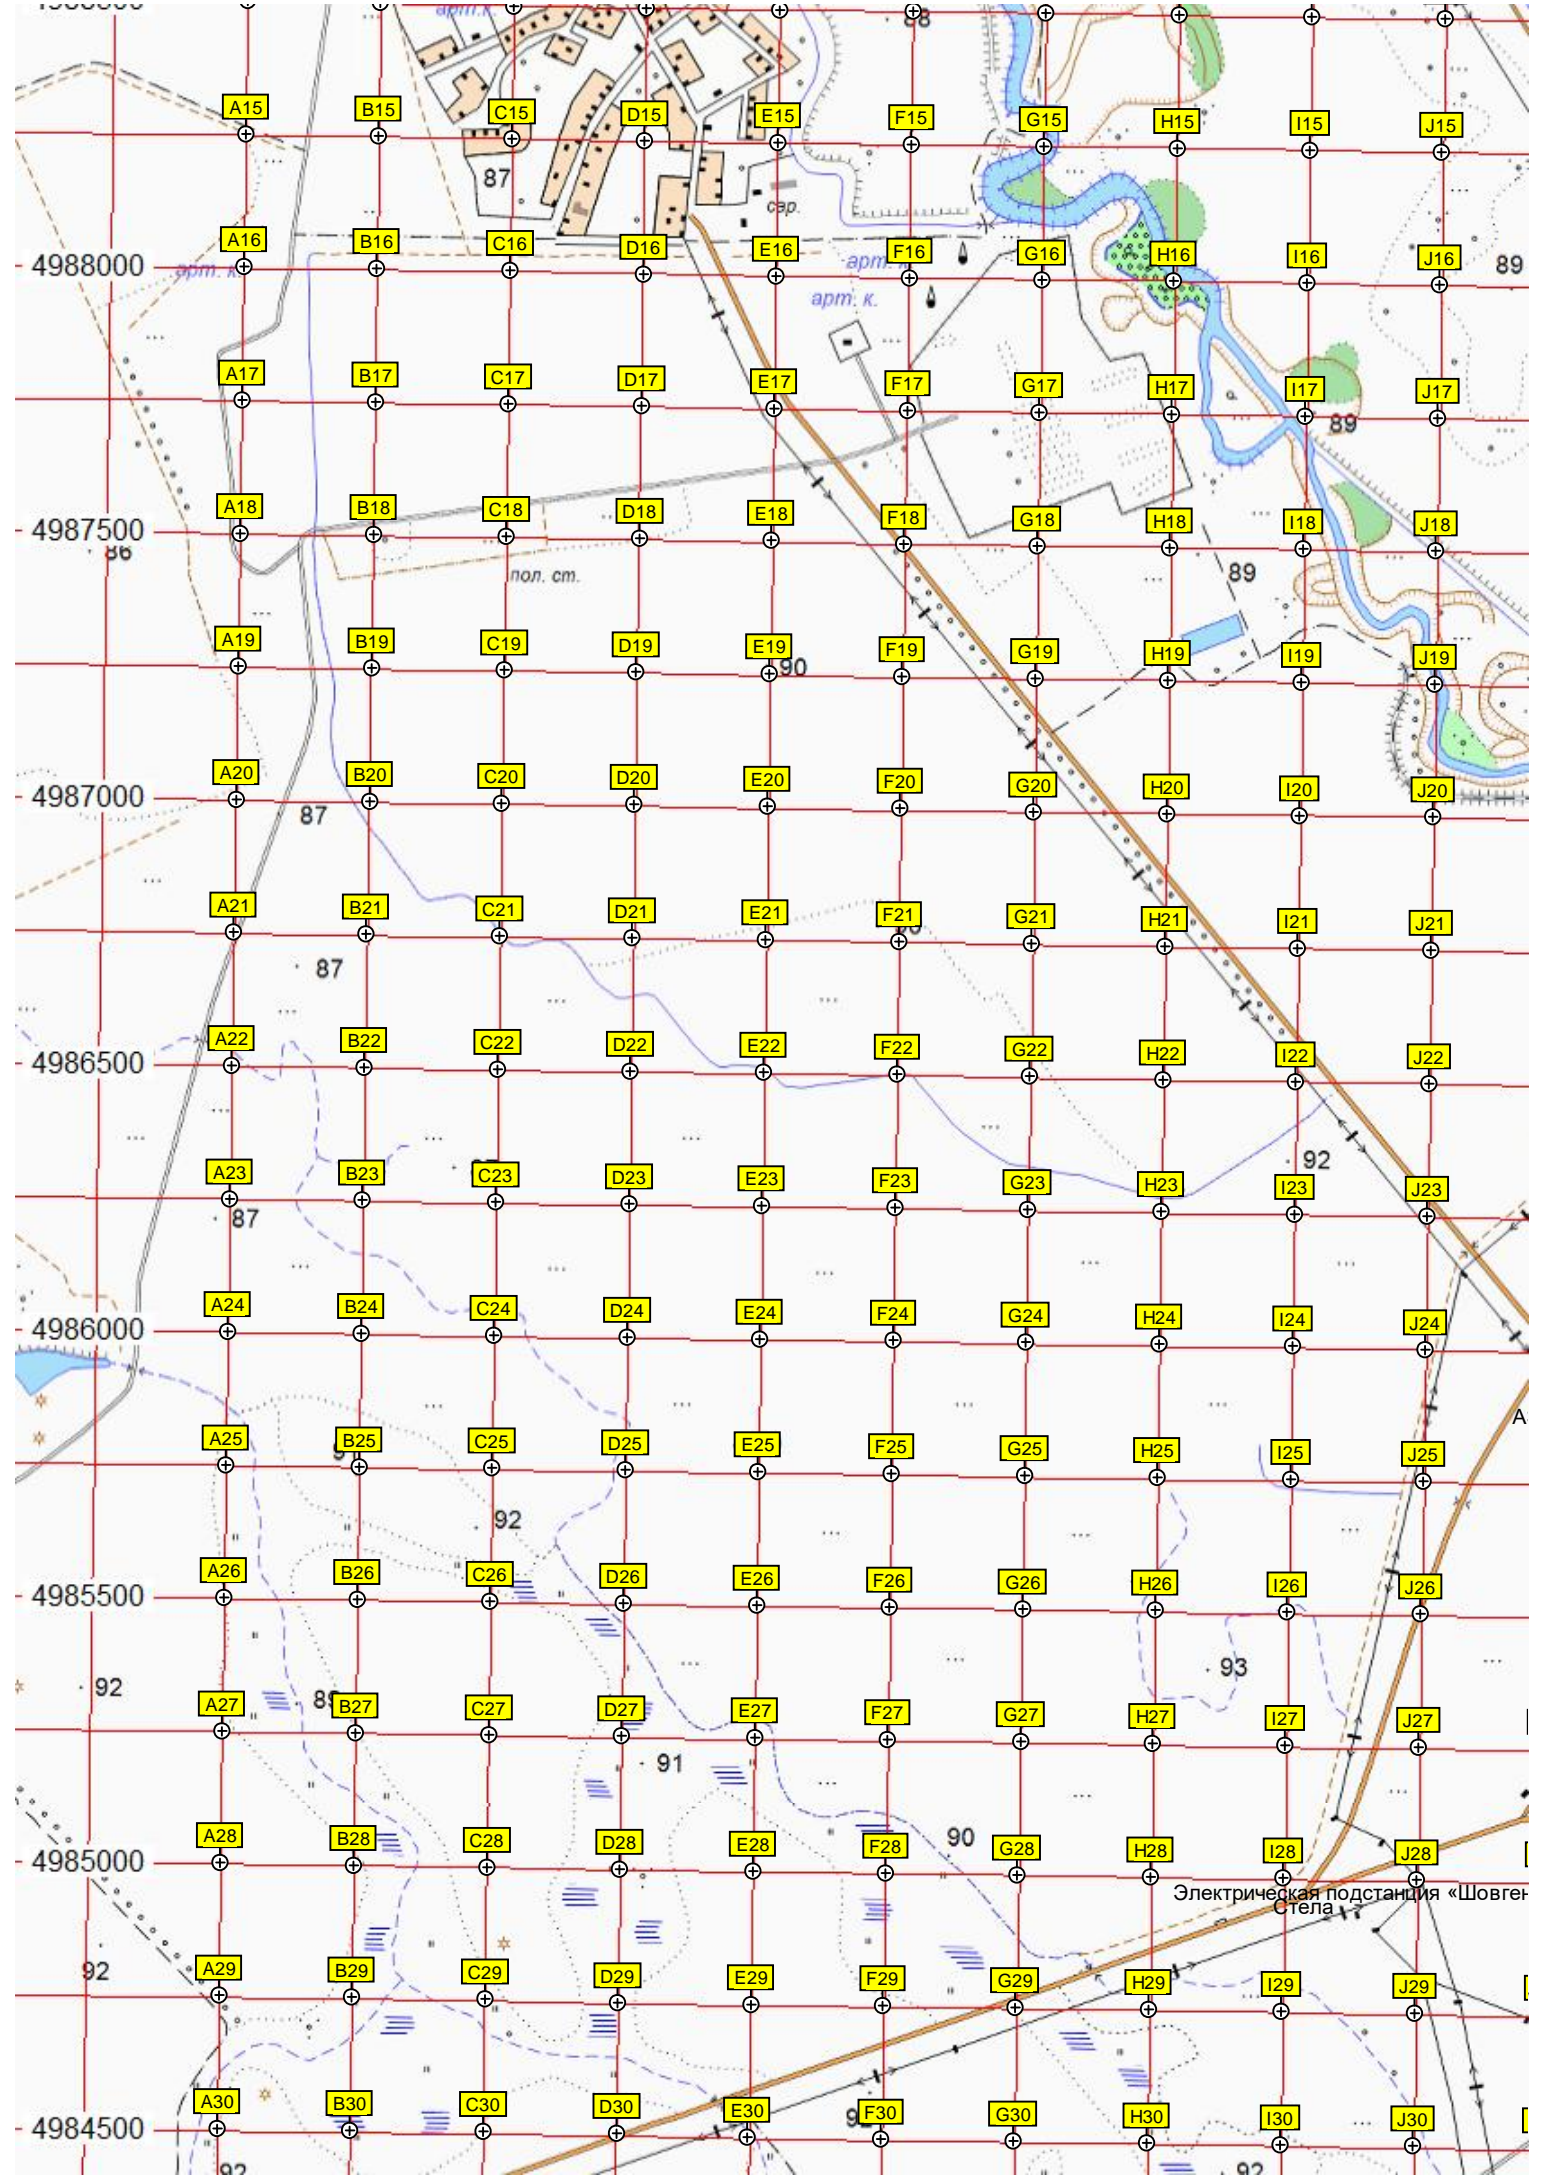 арт. к.
88
A15 B15 C15 D15 E15 F15 G15 H15 I15 J15
87
сар.
A16 B16 C16 D16 E16 F16 G16 H16 I16 J16
4988000
арт. к.
арт. к.
89
арт. к.
A17 B17 C17 D17 E17 F17 G17 H17 I17 J17
89
A18 B18 C18 D18 E18 F18 G18 H18 I18 J18
4987500
86
пол. ст.
89
A19 B19 C19 D19 E19 F19 G19 H19 I19 J19
90
A20 B20 C20 D20 E20 F20 G20 H20 I20 J20
4987000
87
A21 B21 C21 D21 E21 F21 G21 H21 I21 J21
87
A22 B22 C22 D22 E22 F22 G22 H22 I22 J22
4986500
92
A23 B23 C23 D23 E23 F23 G23 H23 I23 J23
87
A24 B24 C24 D24 E24 F24 G24 H24 I24 J24
4986000
A
A25 B25 C25 D25 E25 F25 G25 H25 I25 J25
92
A26 B26 C26 D26 E26 F26 G26 H26 I26 J26
4985500
93
92
89
A27 B27 C27 D27 E27 F27 G27 H27 I27 J27
91
90
A28 B28 C28 D28 E28 F28 G28 H28 I28 J28
4985000
Электрическая подстанция «Шовген
Стела
92
A29 B29 C29 D29 E29 F29 G29 H29 I29 J29
A30 B30 C30 D30 E30 F30 G30 H30 I30 J30
4984500
92
92